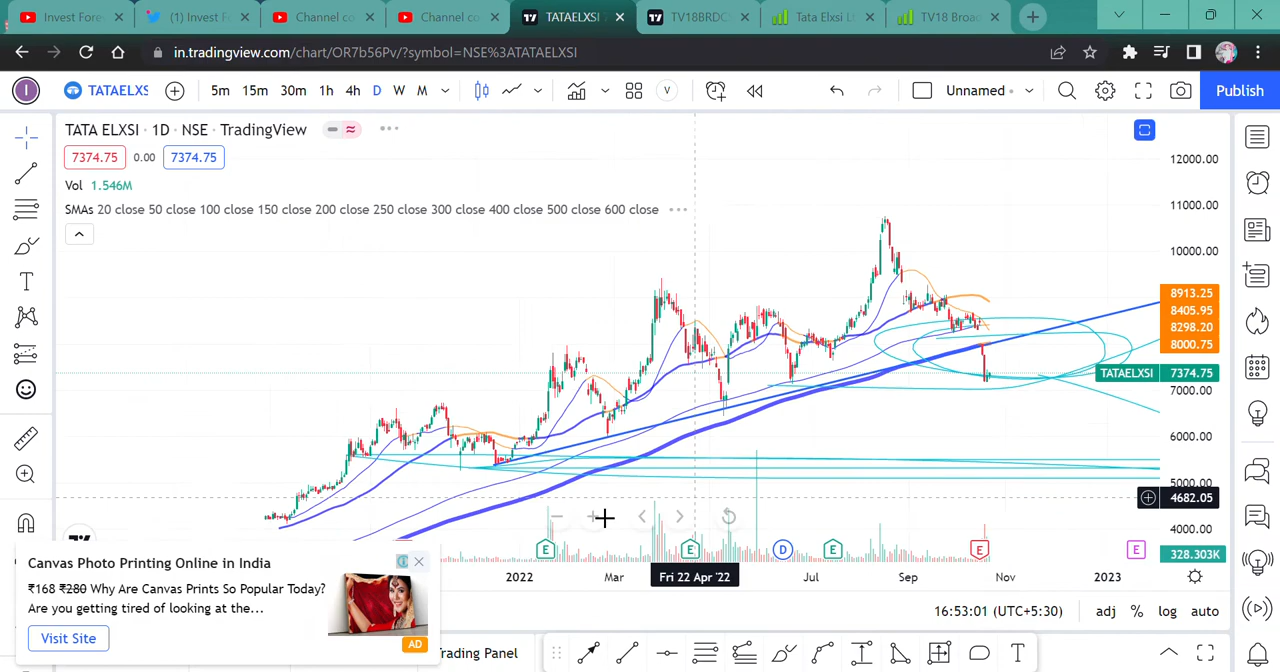 Invest Fore
(1) Invest F
Channel co
Channel co
TATAELXSI
TV18BRDC
Tata Elxsi L
TV18 Broa
in.tradingview.com/chart/OR7b56Pv/?symbol=NSE%3ATATAELXSI
I
TATAELXS
5m 15m 30m 1h 4h D W M
V
Unnamed
Publish
TATA ELXSI · 1D · NSE · TradingView
7374.75 0.00 7374.75
Vol 1.546M
SMAs 20 close 50 close 100 close 150 close 200 close 250 close 300 close 400 close 500 close 600 close
12000.00
11000.00
10000.00
8913.25
8405.95
8298.20
8000.75
TATAELXSI 7374.75
7000.00
6000.00
5000.00
4682.05
4000.00
328.303K
E E D E E E
2022 Mar Fri 22 Apr '22 Jul Sep Nov 2023
16:53:01 (UTC+5:30) adj % log auto
Canvas Photo Printing Online in India
₹168 ₹280 Why Are Canvas Prints So Popular Today?
Are you getting tired of looking at the...
Visit Site
AD
rading Panel